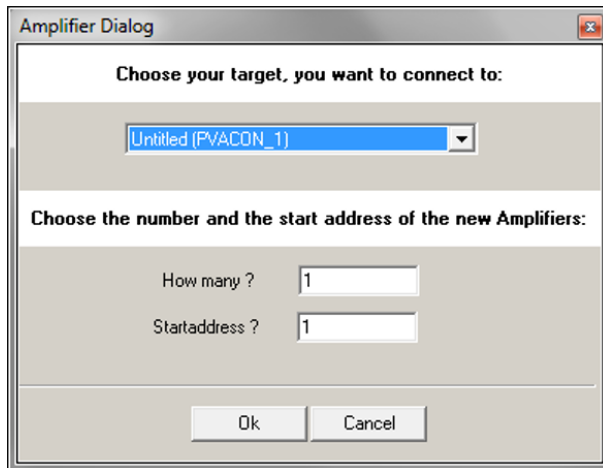 Amplifier Dialog
Choose your target, you want to connect to:
Untitled (PVACON_1)
Choose the number and the start address of the new Amplifiers:
How many ? 1
Startaddress ? 1
Ok Cancel